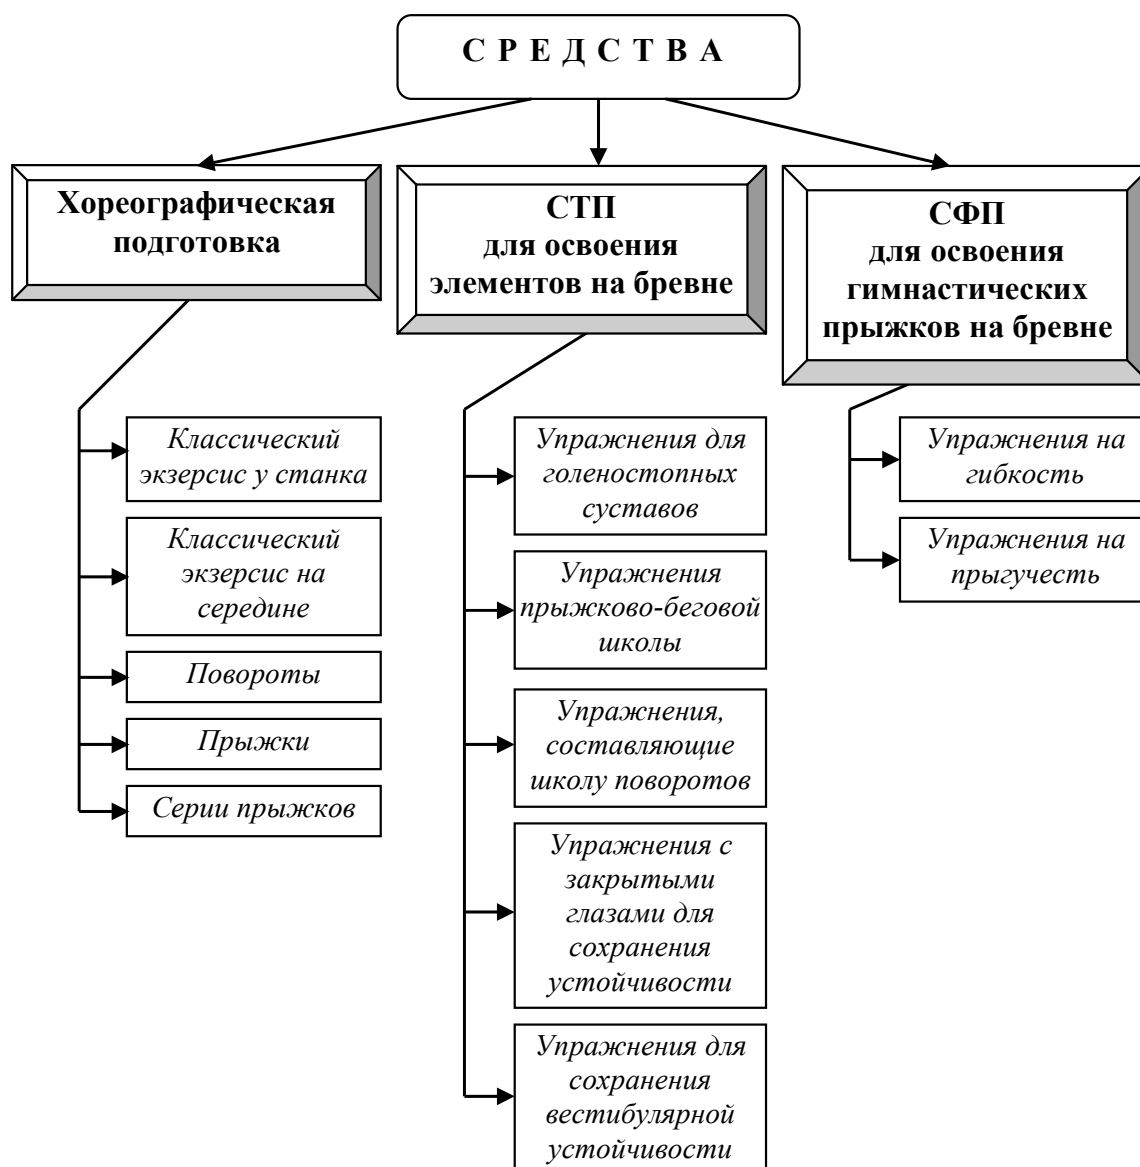 С Р Е Д С Т В А
Хореографическая
подготовка
СТП
для освоения
элементов на бревне
СФП
для освоения
гимнастических
прыжков на бревне
Классический
экзерсис у станка
Классический
экзерсис на
середине
Повороты
Прыжки
Серии прыжков
Упражнения для
голеностопных
суставов
Упражнения
прыжково-беговой
школы
Упражнения,
составляющие
школу поворотов
Упражнения с
закрытыми
глазами для
сохранения
устойчивости
Упражнения для
сохранения
вестибулярной
устойчивости
Упражнения на
гибкость
Упражнения на
прыгучесть